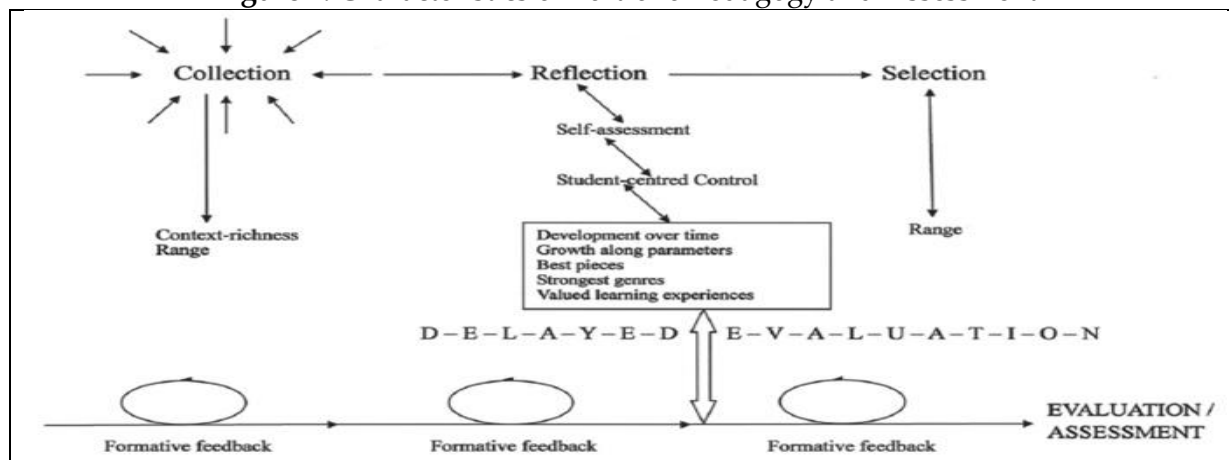 Collection
Reflection
Selection
Self-assessment
Student-centred Control
Context-richness
Range
Development over time
Growth along parameters
Best pieces
Strongest genres
Valued learning experiences
Range
D-E-L-A-Y-E-D E-V-A-L-U-A-T-I-O-N
Formative feedback
Formative feedback
Formative feedback
EVALUATION /
ASSESSMENT